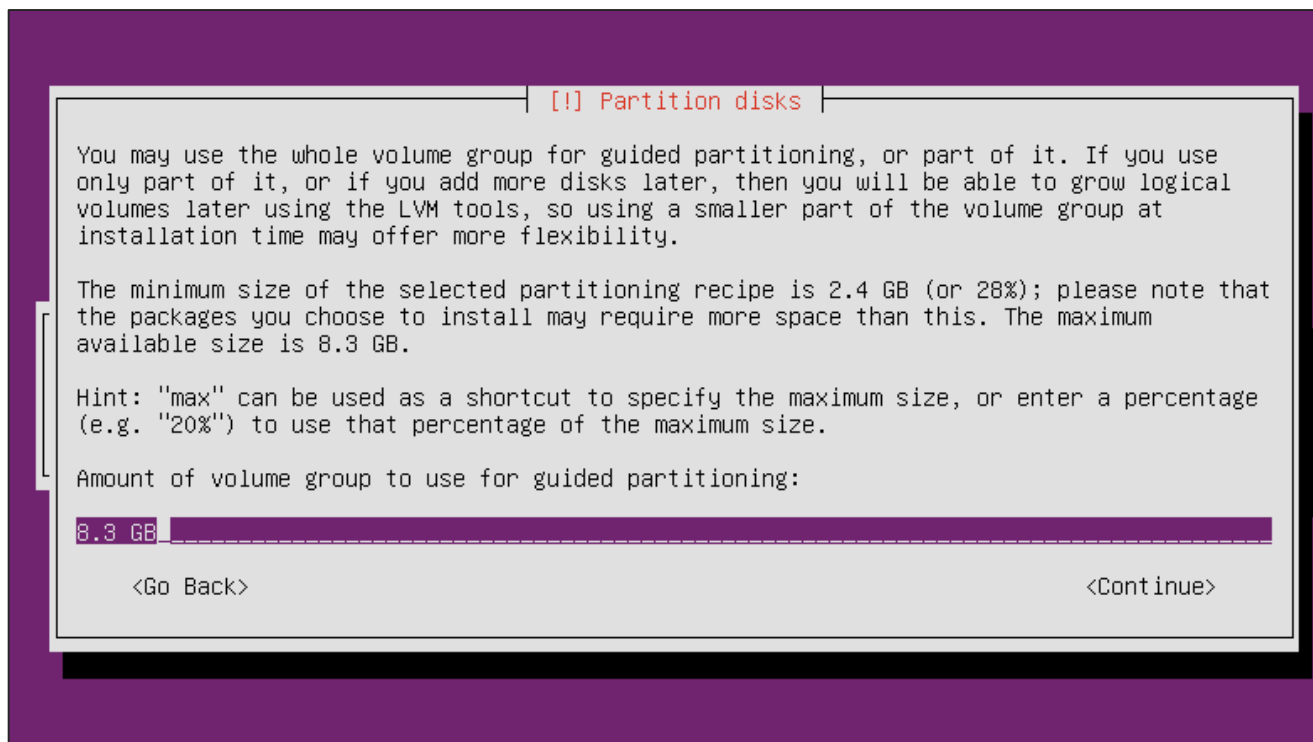 [!] Partition disks
You may use the whole volume group for guided partitioning, or part of it. If you use
only part of it, or if you add more disks later, then you will be able to grow logical
volumes later using the LVM tools, so using a smaller part of the volume group at
installation time may offer more flexibility.
The minimum size of the selected partitioning recipe is 2.4 GB (or 28%); please note that
the packages you choose to install may require more space than this. The maximum
available size is 8.3 GB.
Hint: "max" can be used as a shortcut to specify the maximum size, or enter a percentage
(e.g. "20%") to use that percentage of the maximum size.
Amount of volume group to use for guided partitioning:
8.3 GB
<Go Back> <Continue>